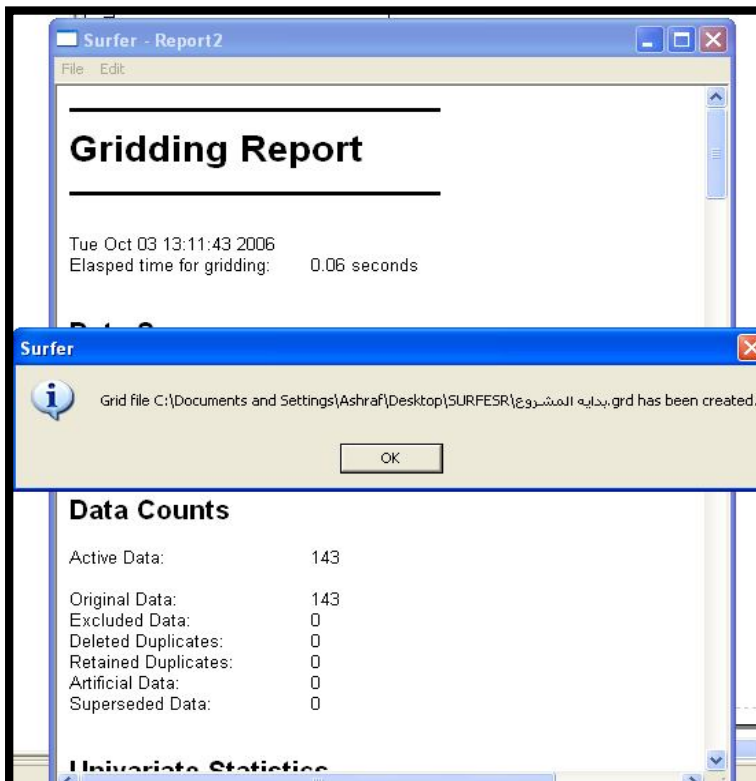 Surfer - Report2
File Edit
Gridding Report
Tue Oct 03 13:11:43 2006
Elasped time for gridding: 0.06 seconds
Surfer
Grid file C:\Documents and Settings\Ashraf\Desktop\SURFESR\بدايه المشروع.grd has been created.
OK
Data Counts
Active Data: 143
Original Data: 143
Excluded Data: 0
Deleted Duplicates: 0
Retained Duplicates: 0
Artificial Data: 0
Superseded Data: 0
Univariate Statistics